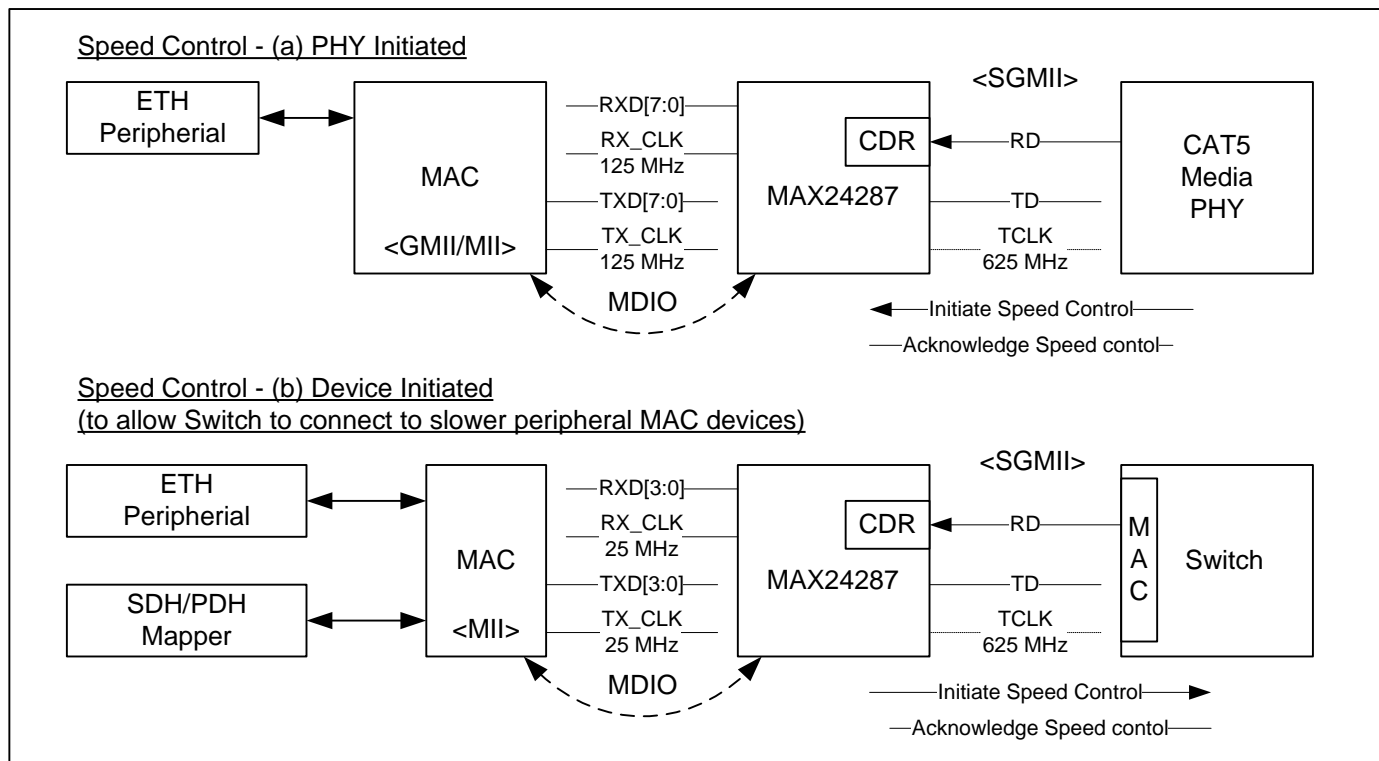 Speed Control - (a) PHY Initiated
<SGMII>
ETH
Peripherial
MAC
<GMII/MII>
RXD[7:0]
RX_CLK
125 MHz
TXD[7:0]
TX_CLK
125 MHz
MDIO
CDR
MAX24287
RD
TD
TCLK
625 MHz
CAT5
Media
PHY
Initiate Speed Control
Acknowledge Speed contol
Speed Control - (b) Device Initiated
(to allow Switch to connect to slower peripheral MAC devices)
<SGMII>
ETH
Peripherial
SDH/PDH
Mapper
MAC
<MII>
RXD[3:0]
RX_CLK
25 MHz
TXD[3:0]
TX_CLK
25 MHz
MDIO
CDR
MAX24287
RD
TD
TCLK
625 MHz
M
A
C
Switch
Initiate Speed Control
Acknowledge Speed contol